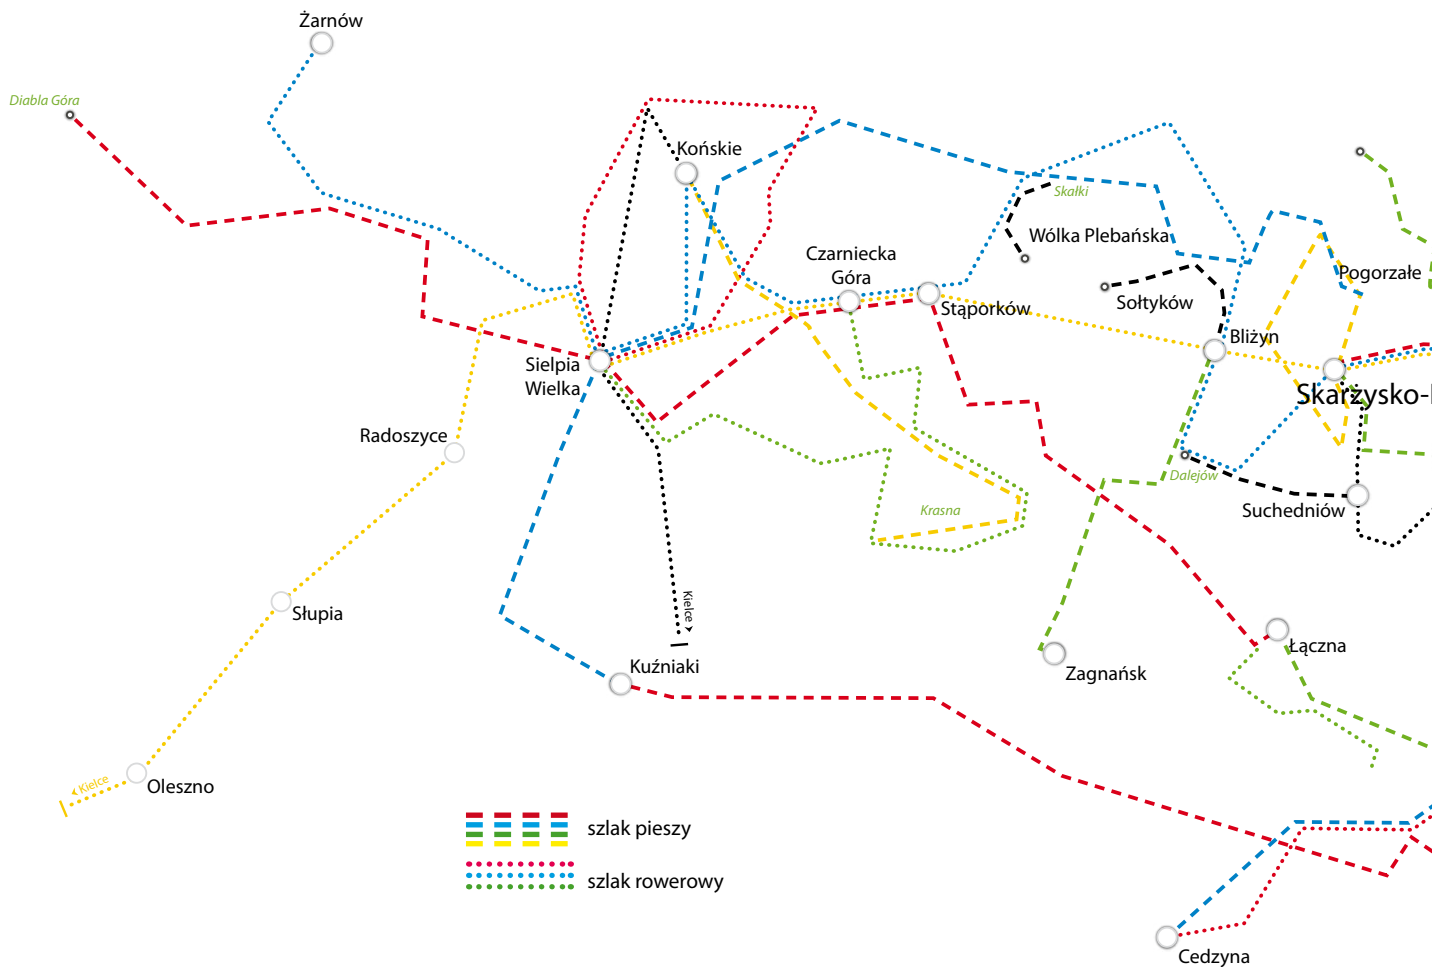 Żarnów
Diabla Góra
Końskie
Skałki
Wólka Plebańska
Czarniecka
Góra
Pogorzałe
Sołtyków
Stąporków
Bliżyn
Sielpia
Wielka
Skarżysko-
Radoszyce
Dalejów
Krasna
Suchedniów
Kielce
Słupia
Łączna
Kuźniaki
Zagnańsk
Kielce
Oleszno
szlak pieszy
szlak rowerowy
Cedzyna